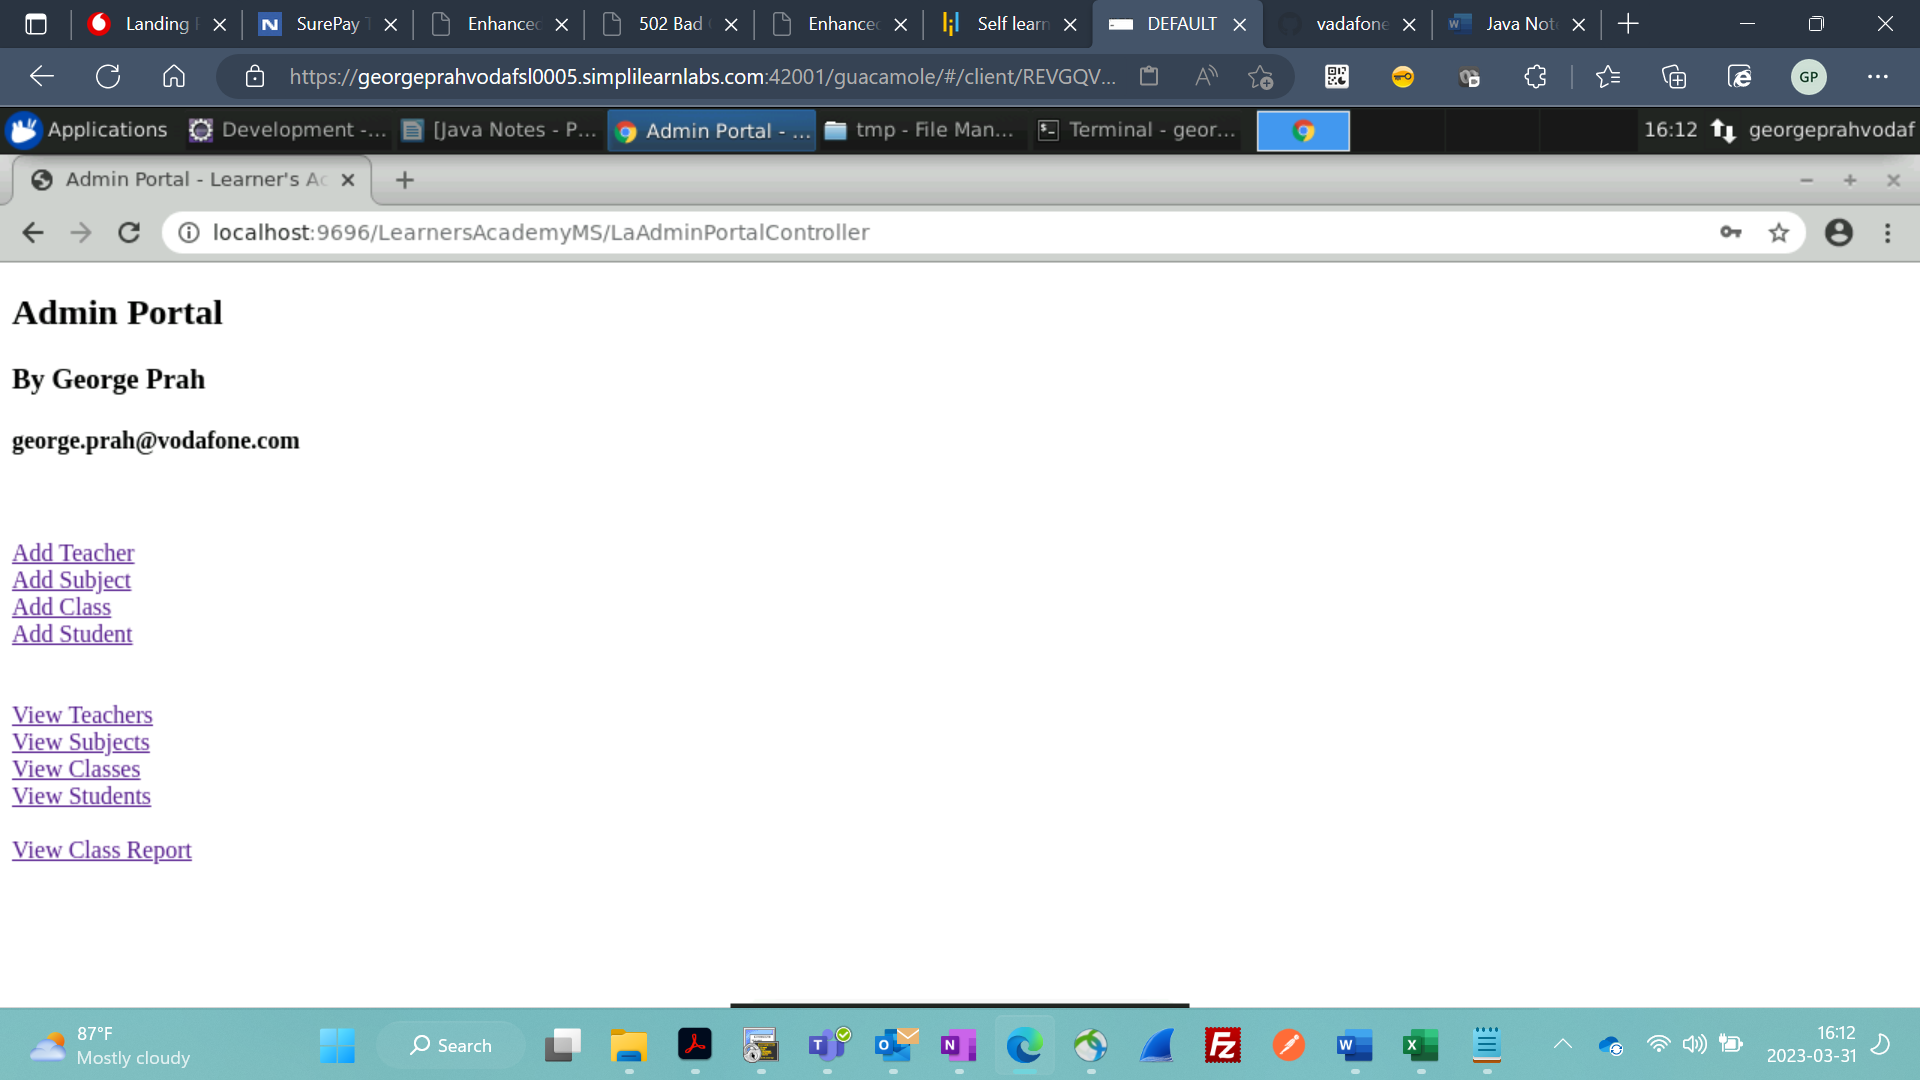 Landing
SurePay T
Enhanced
502 Bad
Enhance
Self learn
DEFAULT
vadafone
Java Not
https://georgeprahvodafsl0005.simplilearnlabs.com:42001/guacamole/#/client/REVGQV...
GP
Applications
Development -...
[Java Notes - P...
Admin Portal - ...
tmp - File Man...
Terminal - geor...
16:12
georgeprahvodaf
Admin Portal - Learner's Ac
localhost:9696/LearnersAcademyMS/LaAdminPortalController
Admin Portal
By George Prah
george.prah@vodafone.com
Add Teacher
Add Subject
Add Class
Add Student
View Teachers
View Subjects
View Classes
View Students
View Class Report
87°F
Mostly cloudy
Search
16:12
2023-03-31